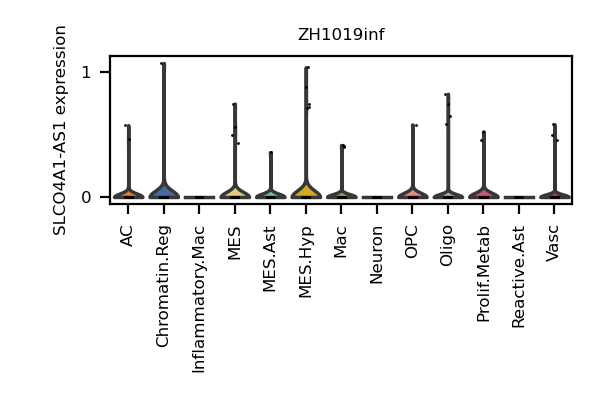 ZH1019inf
SLCO4A1-AS1 expression
1
0
AC
Chromatin.Reg
Inflammatory.Mac
MES
MES.Ast
MES.Hyp
Mac
Neuron
OPC
Oligo
Prolif.Metab
Reactive.Ast
Vasc